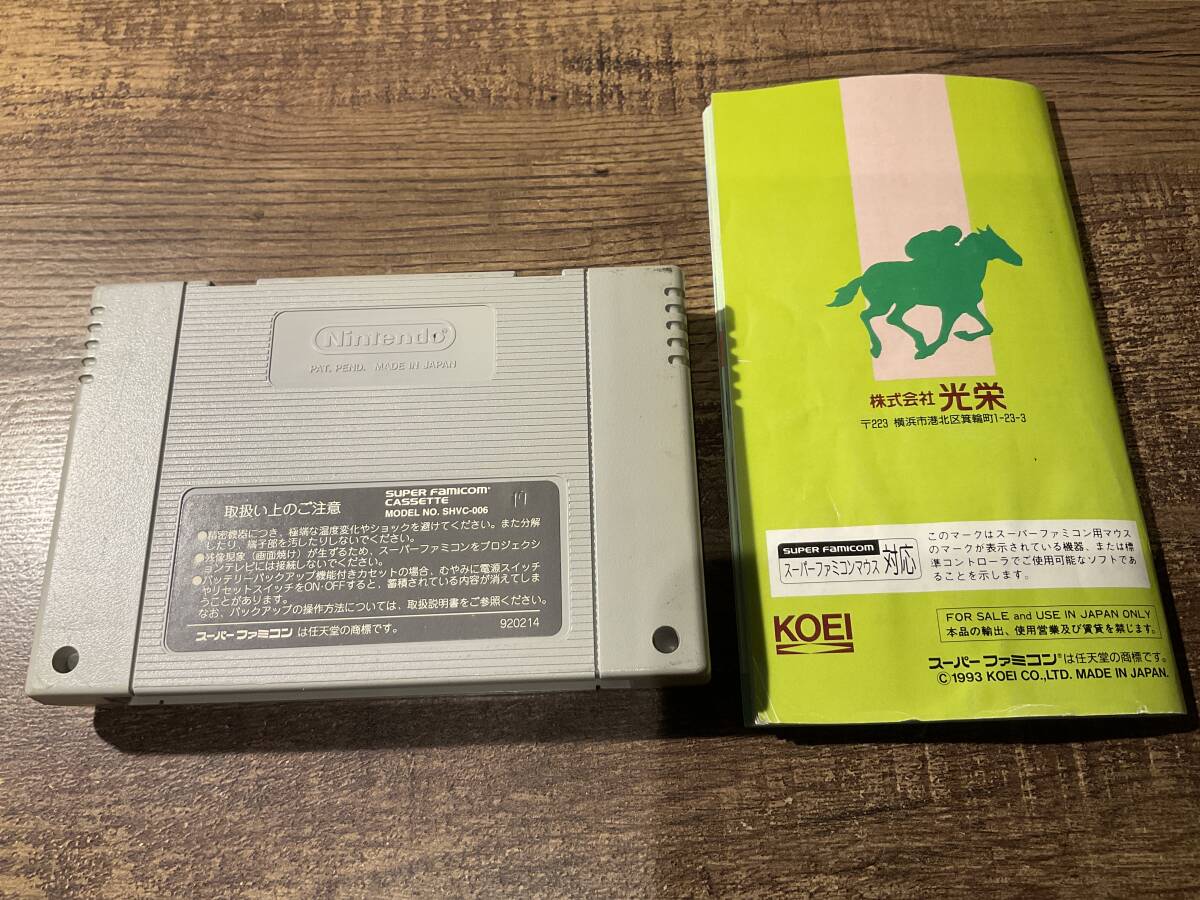 Nintendo®
PAT. PEND. MADE IN JAPAN
取扱い上のご注意
SUPER FAMICOM®
CASSETTE
MODEL NO. SHVC-006
●精密機器につき、極端な温度変化やショックを避けてください。また分解
したり、端子部を汚したりしないでください。
●残像現象（画面焼け）が生ずるため、スーパーファミコンをプロジェクシ
ョンテレビには接続しないでください。
●バッテリーバックアップ機能付きカセットの場合、むやみに電源スイッチ
やリセットスイッチをON・OFFすると、蓄積されている内容が消えてしま
うことがあります。
なお、バックアップの操作方法については、取扱説明書をご参照ください。
スーパーファミコン は任天堂の商標です。
920214
株式会社 光栄
〒223 横浜市港北区箕輪町1-23-3
SUPER FAMICOM
スーパーファミコンマウス
対応
このマークはスーパーファミコン用マウス
のマークが表示されている機器、または標
準コントローラでご使用可能なソフトであ
ることを示します。
KOEI
FOR SALE and USE IN JAPAN ONLY
本品の輸出、使用営業及び賃貸を禁じます。
スーパーファミコン®は任天堂の商標です。
©1993 KOEI CO.,LTD. MADE IN JAPAN.